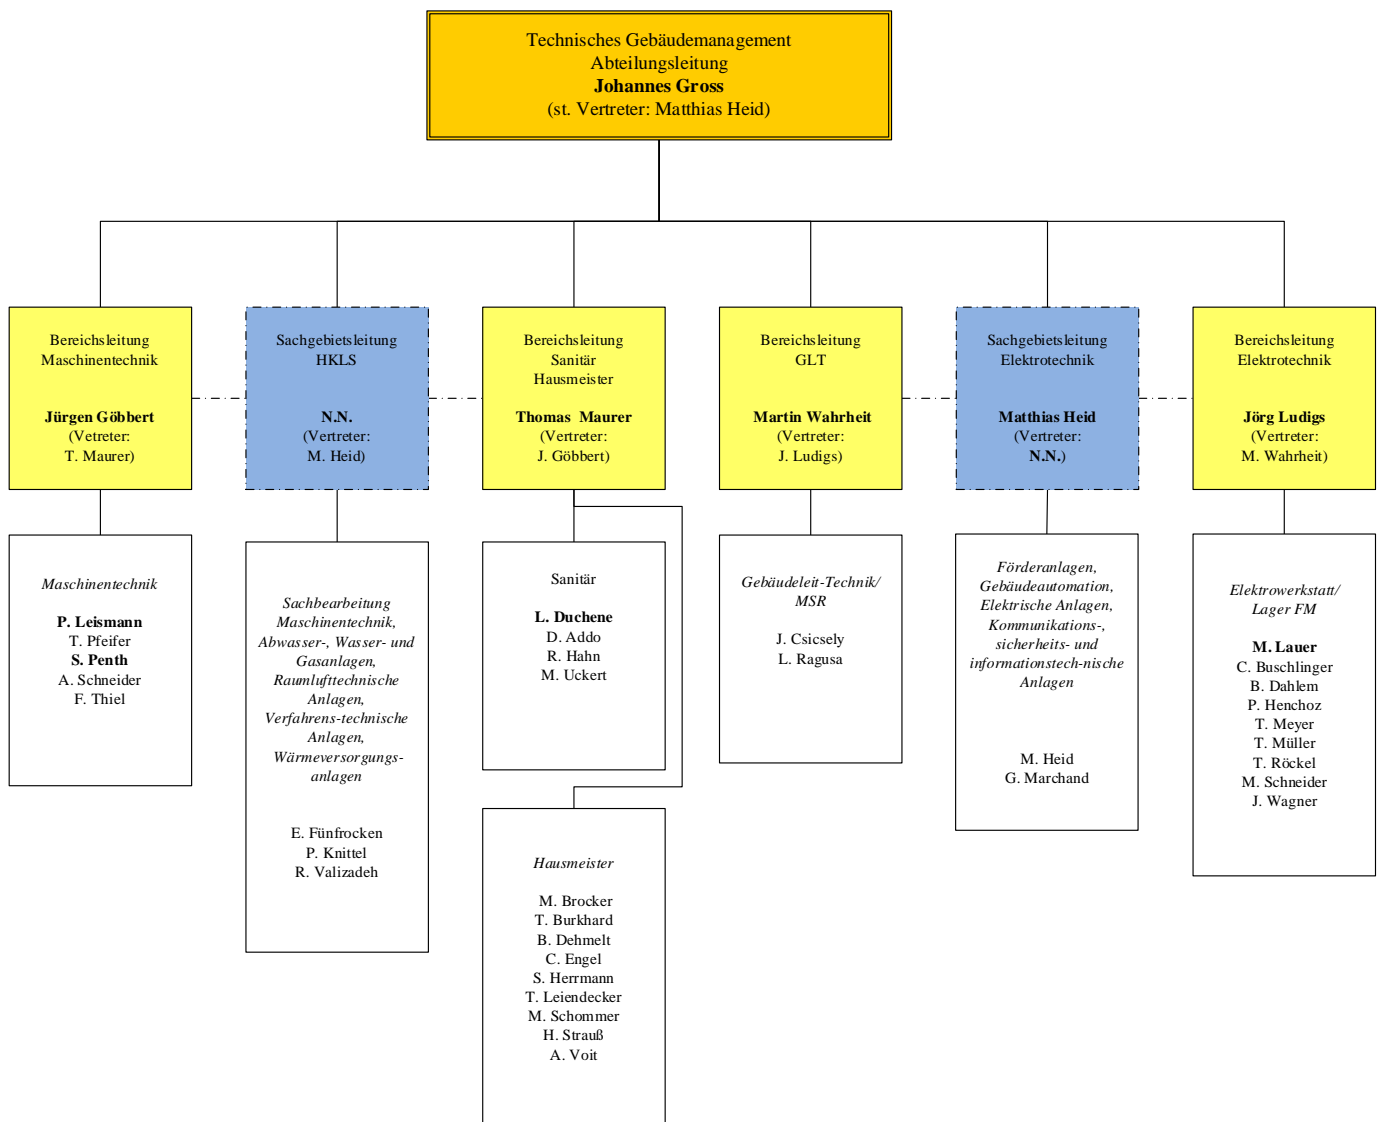 Technisches Gebäudemanagement
Abteilungsleitung
Johannes Gross
(st. Vertreter: Matthias Heid)
Bereichsleitung
Maschinentechnik
Jürgen Göbbert
(Vetreter:
T. Maurer)
Sachgebietsleitung
HKLS
N.N.
(Vertreter:
M. Heid)
Bereichsleitung
Sanitär
Hausmeister
Thomas Maurer
(Vertreter:
J. Göbbert)
Bereichsleitung
GLT
Martin Wahrheit
(Vertreter:
J. Ludigs)
Sachgebietsleitung
Elektrotechnik
Matthias Heid
(Vertreter:
N.N.)
Bereichsleitung
Elektrotechnik
Jörg Ludigs
(Vertreter:
M. Wahrheit)
Maschinentechnik
P. Leismann
T. Pfeifer
S. Penth
A. Schneider
F. Thiel
Sachbearbeitung
Maschinentechnik,
Abwasser-, Wasser- und
Gasanlagen,
Raumlufttechnische
Anlagen,
Verfahrens-technische
Anlagen,
Wärmeversorgungs-
anlagen
E. Fünfrocken
P. Knittel
R. Valizadeh
Sanitär
L. Duchene
D. Addo
R. Hahn
M. Uckert
Hausmeister
M. Brocker
T. Burkhard
B. Dehmelt
C. Engel
S. Herrmann
T. Leiendecker
M. Schommer
H. Strauß
A. Voit
Gebäudeleit-Technik/
MSR
J. Csicsely
L. Ragusa
Förderanlagen,
Gebäudeautomation,
Elektrische Anlagen,
Kommunikations-,
sicherheits- und
informationstech-nische
Anlagen
M. Heid
G. Marchand
Elektrowerkstatt/
Lager FM
M. Lauer
C. Buschlinger
B. Dahlem
P. Henchoz
T. Meyer
T. Müller
T. Röckel
M. Schneider
J. Wagner